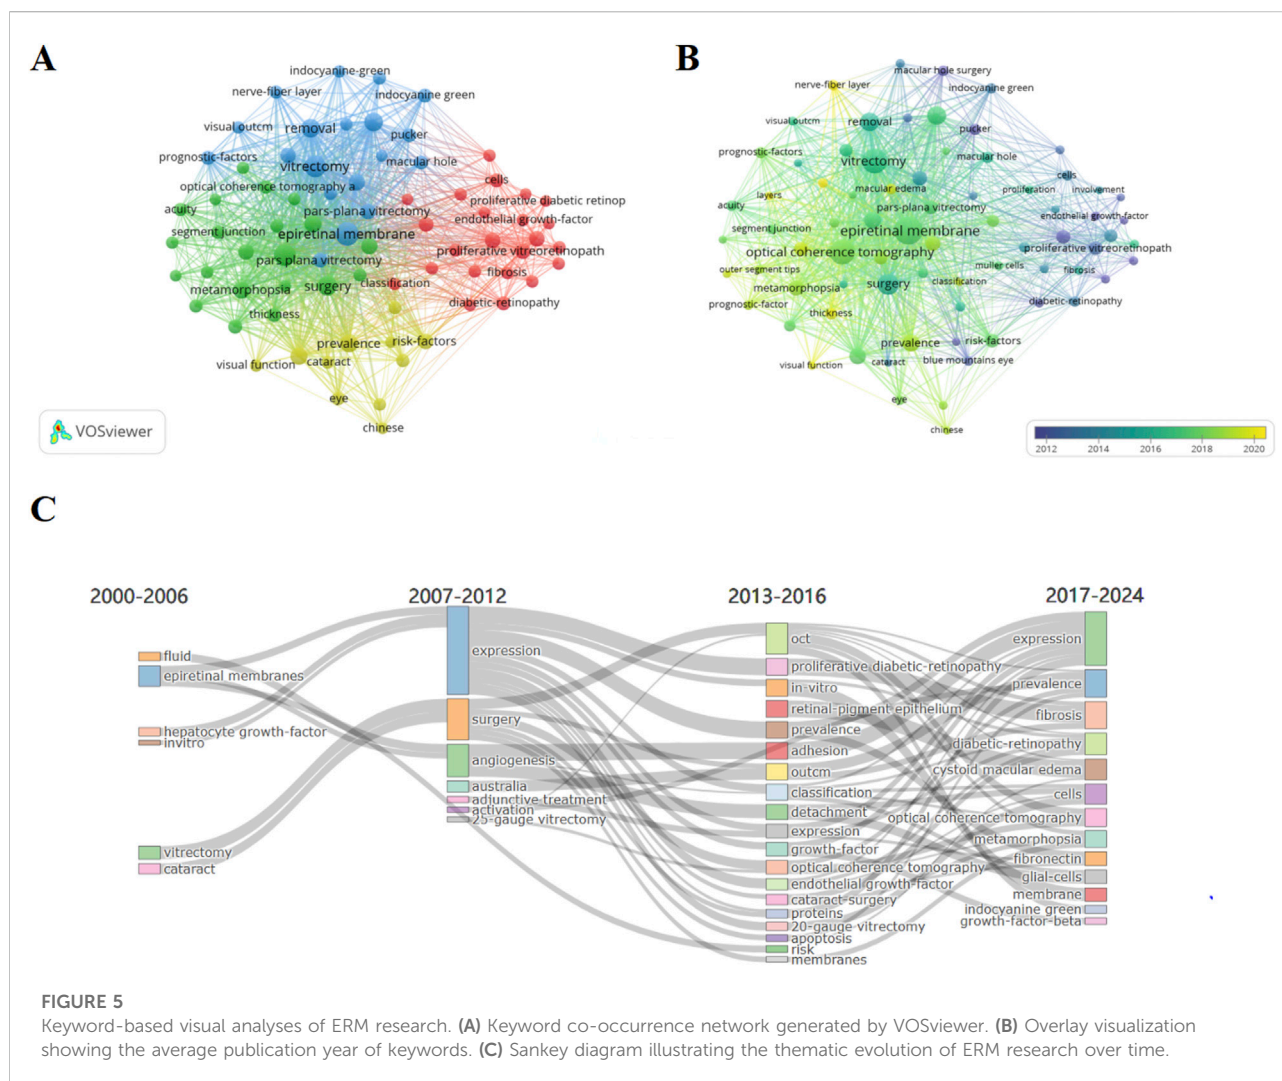 A
indocyanine-green
nerve-fiber layer
indocyanine green
visual outcm
removal
pucker
prognostic-factors
vitrectomy
macular hole
cells
optical coherence tomography a
proliferative diabetic retinop
acuity
pars-plana vitrectomy
endothelial growth-factor
segment junction
epiretinal membrane
proliferative vitreoretinopath
pars plana vitrectomy
fibrosis
metamorphopsia
surgery
classification
diabetic-retinopathy
thickness
prevalence
risk-factors
visual function
cataract
eye
chinese
VOSviewer
B
macular hole surgery
nerve-fiber layer
indocyanine green
visual outcm
removal
pucker
prognostic-factors
vitrectomy
macular hole
cells
layers
macular edema
proliferation
involvement
acuity
pars-plana vitrectomy
endothelial growth-factor
segment junction
epiretinal membrane
optical coherence tomography
proliferative vitreoretinopath
outer segment tips
muller cells
fibrosis
metamorphopsia
surgery
classification
prognostic-factor
diabetic-retinopathy
thickness
prevalence
risk-factors
visual function
cataract
blue mountains eye
eye
chinese
2012 2014 2016 2018 2020
C
2000-2006
2007-2012
2013-2016
2017-2024
fluid
epiretinal membranes
hepatocyte growth-factor
invitro
vitrectomy
cataract
expression
surgery
angiogenesis
australia
adjunctive treatment
activation
25-gauge vitrectomy
oct
proliferative diabetic-retinopathy
in-vitro
retinal-pigment epithelium
prevalence
adhesion
outcm
classification
detachment
expression
growth-factor
optical coherence tomography
endothelial growth-factor
cataract-surgery
proteins
20-gauge vitrectomy
apoptosis
risk
membranes
expression
prevalence
fibrosis
diabetic-retinopathy
cystoid macular edema
cells
optical coherence tomography
metamorphopsia
fibronectin
glial-cells
membrane
indocyanine green
growth-factor-beta
FIGURE 5
Keyword-based visual analyses of ERM research. (A) Keyword co-occurrence network generated by VOSviewer. (B) Overlay visualization
showing the average publication year of keywords. (C) Sankey diagram illustrating the thematic evolution of ERM research over time.